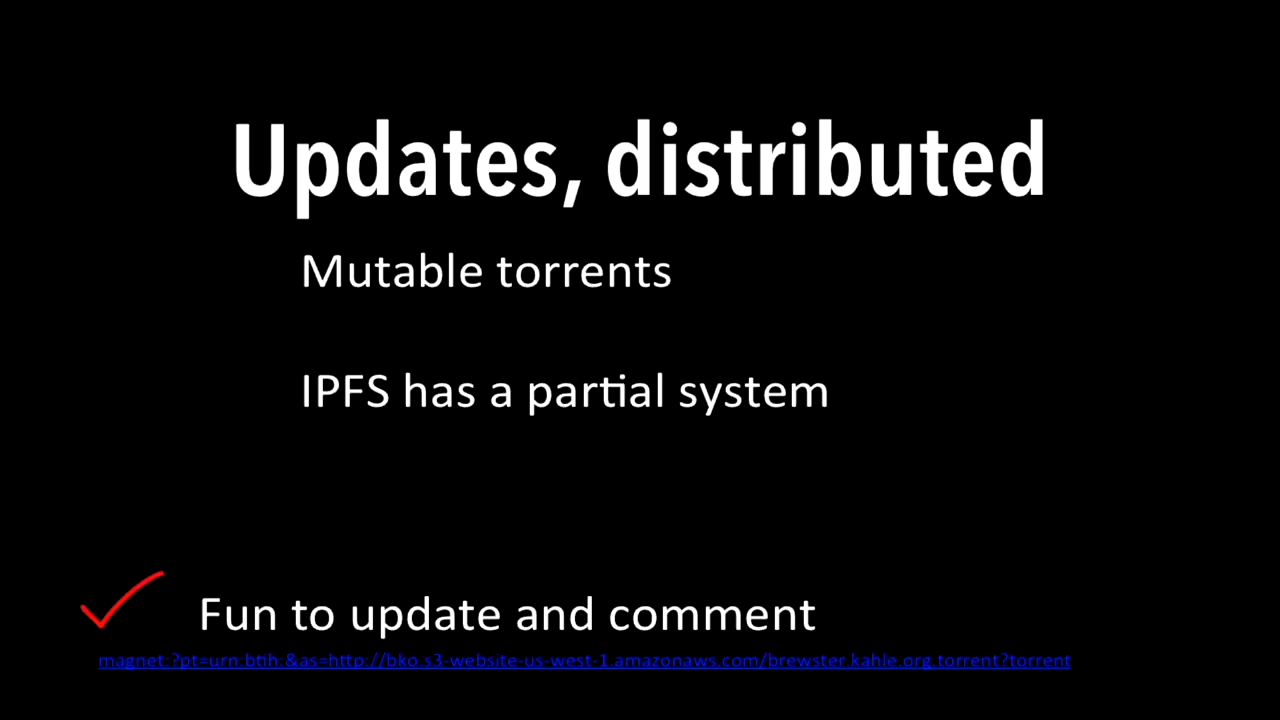 Updates, distributed
Mutable torrents
IPFS has a partial system
Fun to update and comment
magnet:?pt=urn:btih:&as=http://bko.s3-website-us-west-1.amazonaws.com/brewster.kahle.org.torrent?torrent